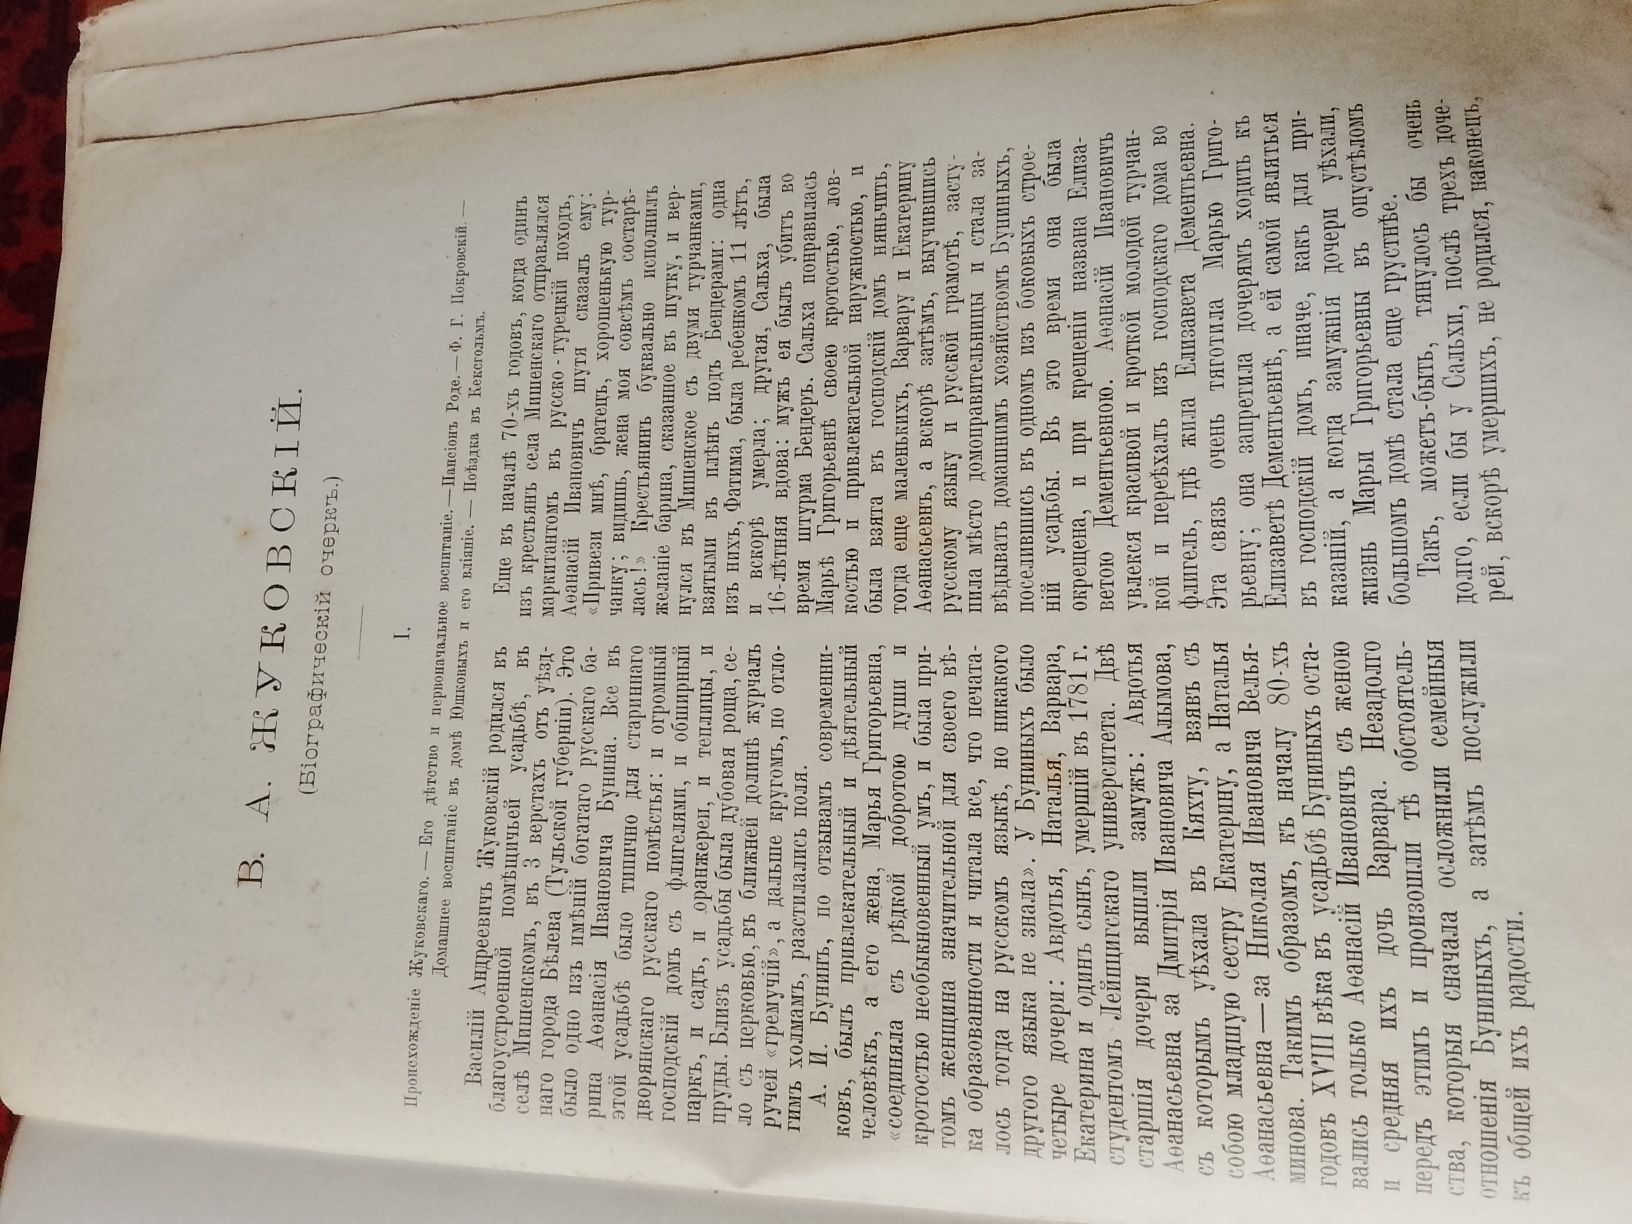 В. А. ЖУКОВСКІЙ.
(Біографическій очеркъ.)
I.
Происхожденіе Жуковскаго. — Его дѣтство и первоначальное воспитаніе. — Пансіонъ Роде. — Ф. Г. Покровскій. —
Домашнее воспитаніе въ домѣ Юшковыхъ и его вліяніе. — Поѣздка въ Кексгольмъ.
Василій Андреевичъ Жуковскій родился въ
благоустроенной помѣщичьей усадьбѣ, въ
селѣ Мишенскомъ, въ 3 верстахъ отъ уѣзд-
наго города Бѣлева (Тульской губерніи). Это
было одно изъ имѣній богатаго русскаго ба-
рина Аѳанасія Ивановича Бунина. Все въ
этой усадьбѣ было типично для стариннаго
дворянскаго русскаго помѣстья: и огромный
господскій домъ съ флигелями, и обширный
паркъ, и садъ, и оранжереи, и теплицы, и
пруды. Близъ усадьбы была дубовая роща, се-
ло съ церковью, въ ближней долинѣ журчалъ
ручей «гремучій», а дальше кругомъ, по отло-
гимъ холмамъ, разстилались поля.
А. И. Бунинъ, по отзывамъ современни-
ковъ, былъ привлекательный и дѣятельный
человѣкъ, а его жена, Марья Григорьевна,
«соединяла съ рѣдкой добротою души и
кротостью необыкновенный умъ, и была при-
томъ женщина значительной для своего вѣ-
ка образованности и читала все, что печата-
лось тогда на русскомъ языкѣ, но никакого
другого языка не знала». У Буниныхъ было
четыре дочери: Авдотья, Наталья, Варвара,
Екатерина и одинъ сынъ, умершій въ 1781 г.
студентомъ Лейпцигскаго университета. Двѣ
старшія дочери вышли замужъ: Авдотья
Аѳанасьевна за Дмитрія Ивановича Алымова,
съ которымъ уѣхала въ Кяхту, взявъ съ
собою младшую сестру Екатерину, а Наталья
Аѳанасьевна — за Николая Ивановича Велья-
минова. Такимъ образомъ, къ началу 80-хъ
годовъ XVIII вѣка въ усадьбѣ Буниныхъ оста-
вались только Аѳанасій Ивановичъ съ женою
и средняя ихъ дочь Варвара. Незадолго
передъ этимъ и произошли тѣ обстоятель-
ства, которыя сначала осложнили семейныя
отношенія Буниныхъ, а затѣмъ послужили
къ общей ихъ радости.
Еще въ началѣ 70-хъ годовъ, когда одинъ
изъ крестьянъ села Мишенскаго отправлялся
маркитантомъ въ русско-турецкій походъ,
Аѳанасій Ивановичъ шутя сказалъ ему:
«Привези мнѣ, братецъ, хорошенькую тур-
чанку; видишь, жена моя совсѣмъ состарѣ-
лась!» Крестьянинъ буквально исполнилъ
желаніе барина, сказанное въ шутку, и вер-
нулся въ Мишенское съ двумя турчанками,
взятыми въ плѣнъ подъ Бендерами: одна
изъ нихъ, Фатима, была ребенкомъ 11 лѣтъ,
и вскорѣ умерла; другая, Сальха, была
16-лѣтняя вдова: мужъ ея былъ убитъ во
время штурма Бендеръ. Сальха понравилась
Марьѣ Григорьевнѣ своею кротостью, лов-
костью и привлекательной наружностью, и
была взята въ господскій домъ няньчить,
тогда еще маленькихъ, Варвару и Екатерину
Аѳанасьевнъ, а вскорѣ затѣмъ, выучившись
русскому языку и русской грамотѣ, засту-
пила мѣсто домоправительницы и стала за-
вѣдывать домашнимъ хозяйствомъ Буниныхъ,
поселившись въ одномъ изъ боковыхъ строе-
ній усадьбы. Въ это время она была
окрещена, и при крещеніи названа Елиза-
ветою Дементьевною. Аѳанасій Ивановичъ
увлекся красивой и кроткой молодой турчан-
кой и переѣхалъ изъ господскаго дома во
флигель, гдѣ жила Елизавета Дементьевна.
Эта связь очень тяготила Марью Григо-
рьевну; она запретила дочерямъ ходить къ
Елизаветѣ Дементьевнѣ, а ей самой являться
въ господскій домъ, иначе, какъ для при-
казаній, а когда замужнія дочери уѣхали,
жизнь Марьи Григорьевны въ опустѣломъ
большомъ домѣ стала еще грустнѣе.
Такъ, можетъ-быть, тянулось бы очень
долго, если бы у Сальхи, послѣ трехъ доче-
рей, вскорѣ умершихъ, не родился, наконецъ,